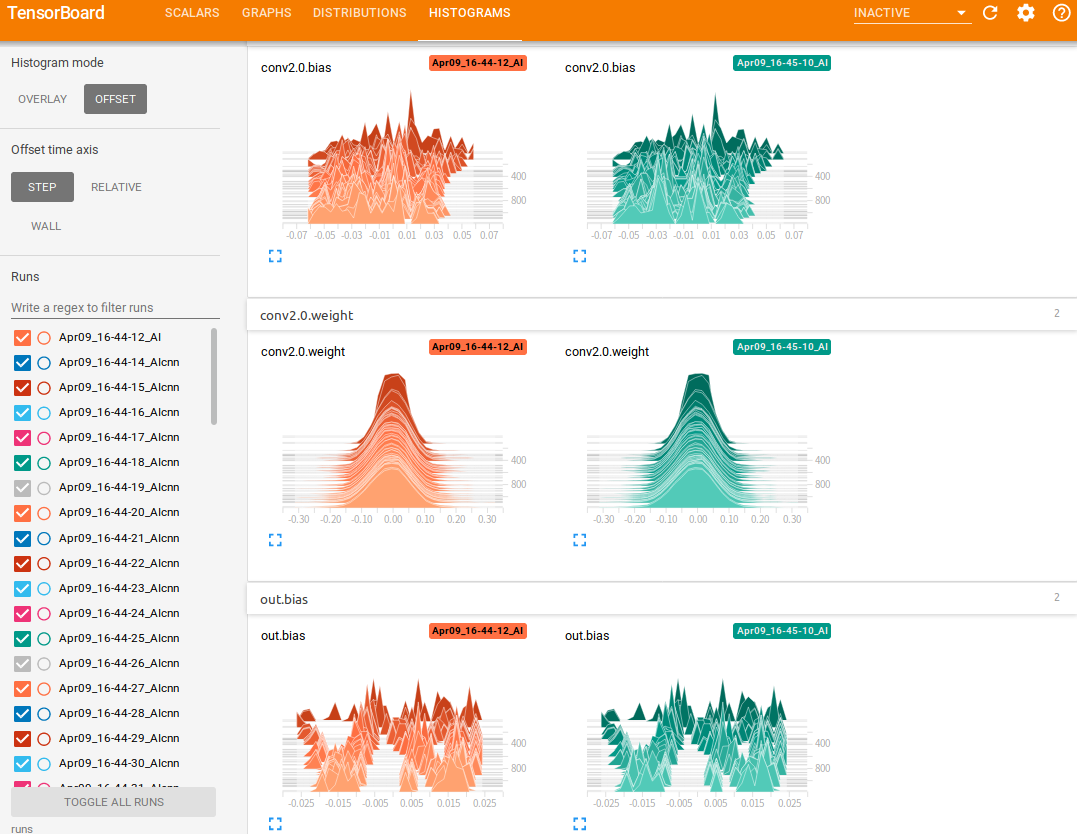 TensorBoard SCALARS GRAPHS DISTRIBUTIONS HISTOGRAMS INACTIVE
Histogram mode
OVERLAY OFFSET
Offset time axis
STEP RELATIVE
WALL
Runs
Write a regex to filter runs
Apr09_16-44-12_AI
Apr09_16-44-14_AIcnn
Apr09_16-44-15_AIcnn
Apr09_16-44-16_AIcnn
Apr09_16-44-17_AIcnn
Apr09_16-44-18_AIcnn
Apr09_16-44-19_AIcnn
Apr09_16-44-20_AIcnn
Apr09_16-44-21_AIcnn
Apr09_16-44-22_AIcnn
Apr09_16-44-23_AIcnn
Apr09_16-44-24_AIcnn
Apr09_16-44-25_AIcnn
Apr09_16-44-26_AIcnn
Apr09_16-44-27_AIcnn
Apr09_16-44-28_AIcnn
Apr09_16-44-29_AIcnn
Apr09_16-44-30_AIcnn
TOGGLE ALL RUNS
runs
conv2.0.bias Apr09_16-44-12_AI
400
800
-0.07 -0.05 -0.03 -0.01 0.01 0.03 0.05 0.07
conv2.0.bias Apr09_16-45-10_AI
400
800
-0.07 -0.05 -0.03 -0.01 0.01 0.03 0.05 0.07
conv2.0.weight 2
conv2.0.weight Apr09_16-44-12_AI
400
800
-0.30 -0.20 -0.10 0.00 0.10 0.20 0.30
conv2.0.weight Apr09_16-45-10_AI
400
800
-0.30 -0.20 -0.10 0.00 0.10 0.20 0.30
out.bias 2
out.bias Apr09_16-44-12_AI
400
800
-0.025 -0.015 -0.005 0.005 0.015 0.025
out.bias Apr09_16-45-10_AI
400
800
-0.025 -0.015 -0.005 0.005 0.015 0.025